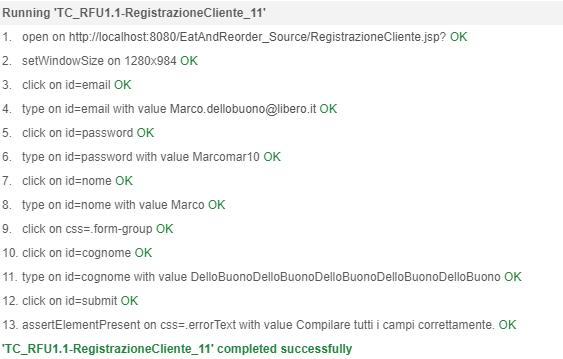 Running 'TC_RFU1.1-RegistrazioneCliente_11'
1. open on http://localhost:8080/EatAndReorder_Source/RegistrazioneCliente.jsp? OK
2. setWindowSize on 1280x984 OK
3. click on id=email OK
4. type on id=email with value Marco.dellobuono@libero.it OK
5. click on id=password OK
6. type on id=password with value Marcomar10 OK
7. click on id=nome OK
8. type on id=nome with value Marco OK
9. click on css=.form-group OK
10. click on id=cognome OK
11. type on id=cognome with value DelloBuonoDelloBuonoDelloBuonoDelloBuonoDelloBuono OK
12. click on id=submit OK
13. assertElementPresent on css=.errorText with value Compilare tutti i campi correttamente. OK
'TC_RFU1.1-RegistrazioneCliente_11' completed successfully